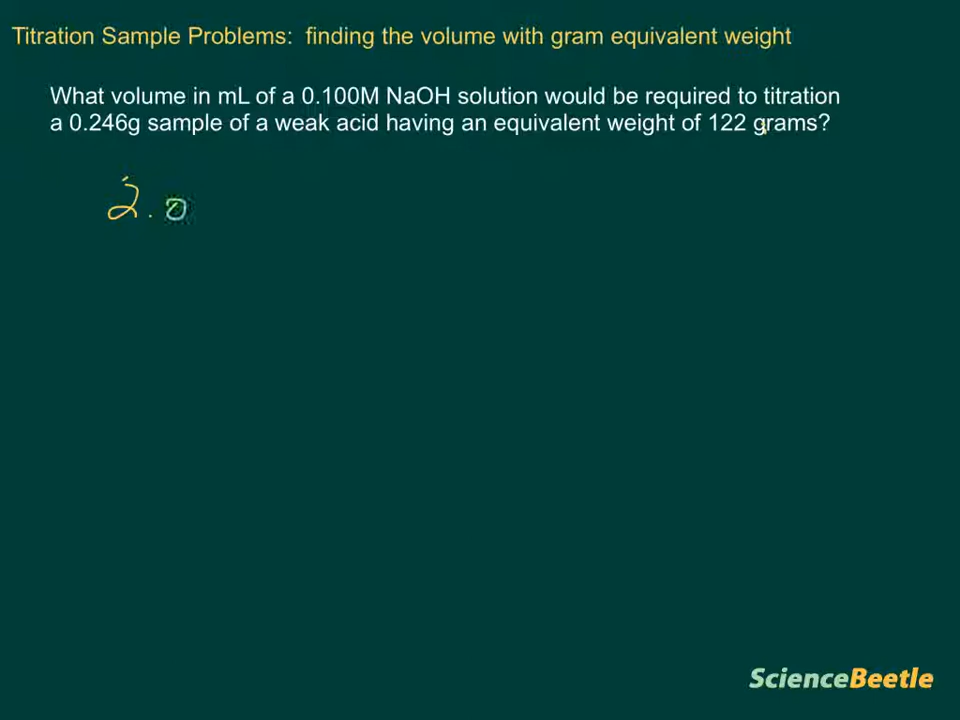 Titration Sample Problems: finding the volume with gram equivalent weight
What volume in mL of a 0.100M NaOH solution would be required to titration
a 0.246g sample of a weak acid having an equivalent weight of 122 grams?
2.0
ScienceBeetle